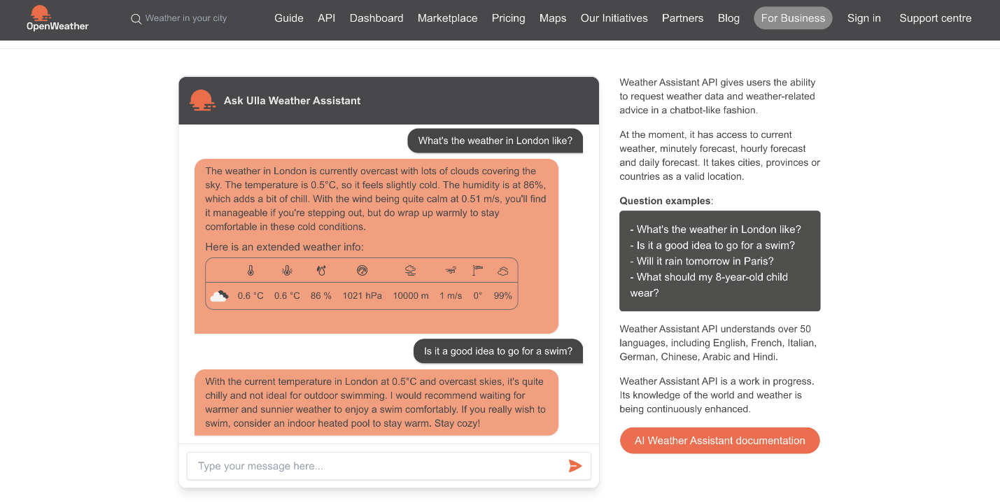 OpenWeather
Weather in your city
Guide
API
Dashboard
Marketplace
Pricing
Maps
Our Initiatives
Partners
Blog
For Business
Sign in
Support centre
Ask Ulla Weather Assistant
What's the weather in London like?
The weather in London is currently overcast with lots of clouds covering the
sky. The temperature is 0.5°C, so it feels slightly cold. The humidity is at 86%,
which adds a bit of chill. With the wind being quite calm at 0.51 m/s, you'll find
it manageable if you're stepping out, but do wrap up warmly to stay
comfortable in these cold conditions.
Here is an extended weather info:
0.6 °C 0.6 °C 86 % 1021 hPa 10000 m 1 m/s 0° 99%
Is it a good idea to go for a swim?
With the current temperature in London at 0.5°C and overcast skies, it's quite
chilly and not ideal for outdoor swimming. I would recommend waiting for
warmer and sunnier weather to enjoy a swim comfortably. If you really wish to
swim, consider an indoor heated pool to stay warm. Stay cozy!
Type your message here...
Weather Assistant API gives users the ability
to request weather data and weather-related
advice in a chatbot-like fashion.
At the moment, it has access to current
weather, minutely forecast, hourly forecast
and daily forecast. It takes cities, provinces or
countries as a valid location.
Question examples:
- What's the weather in London like?
- Is it a good idea to go for a swim?
- Will it rain tomorrow in Paris?
- What should my 8-year-old child
wear?
Weather Assistant API understands over 50
languages, including English, French, Italian,
German, Chinese, Arabic and Hindi.
Weather Assistant API is a work in progress.
Its knowledge of the world and weather is
being continuously enhanced.
AI Weather Assistant documentation